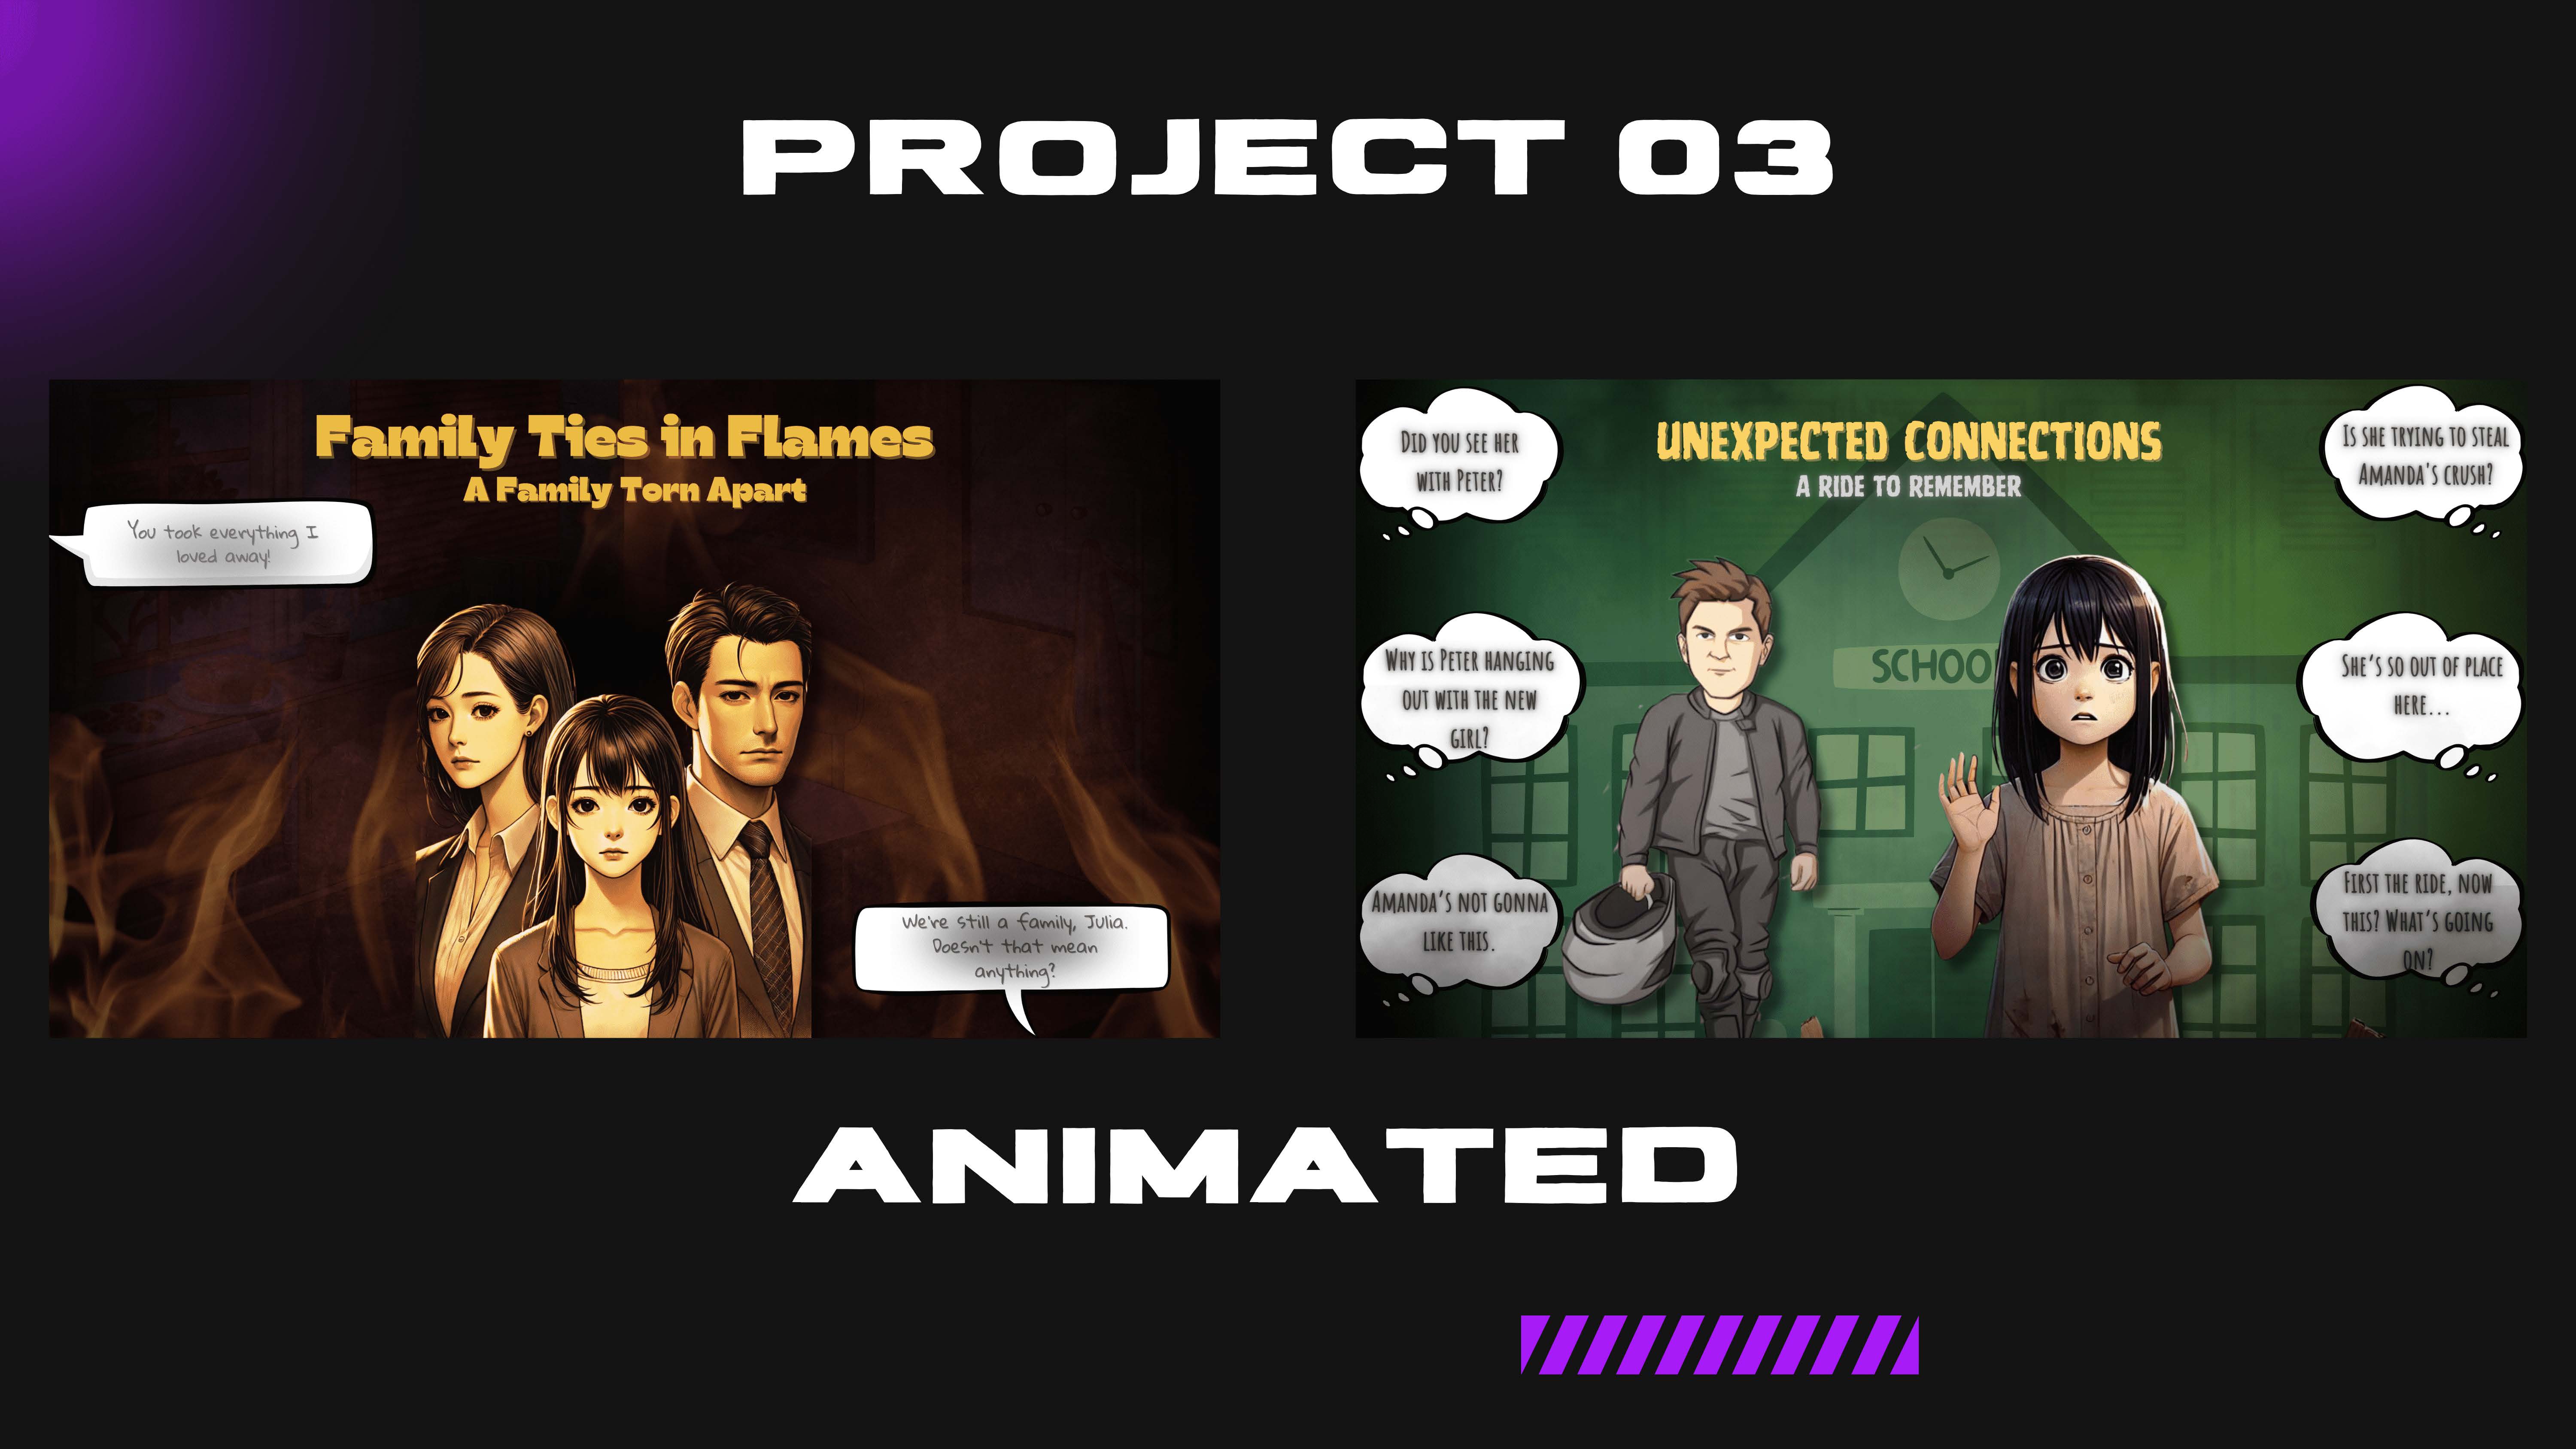 PROJECT 03
Family Ties in Flames
A Family Torn Apart
You took everything I
loved away!
We're still a family, Julia.
Doesn't that mean
anything?
UNEXPECTED CONNECTIONS
A RIDE TO REMEMBER
DID YOU SEE HER
WITH PETER?
IS SHE TRYING TO STEAL
AMANDA'S CRUSH?
WHY IS PETER HANGING
OUT WITH THE NEW
GIRL?
SCHOO
SHE'S SO OUT OF PLACE
HERE...
AMANDA'S NOT GONNA
LIKE THIS.
FIRST THE RIDE, NOW
THIS? WHAT'S GOING
ON?
ANIMATED